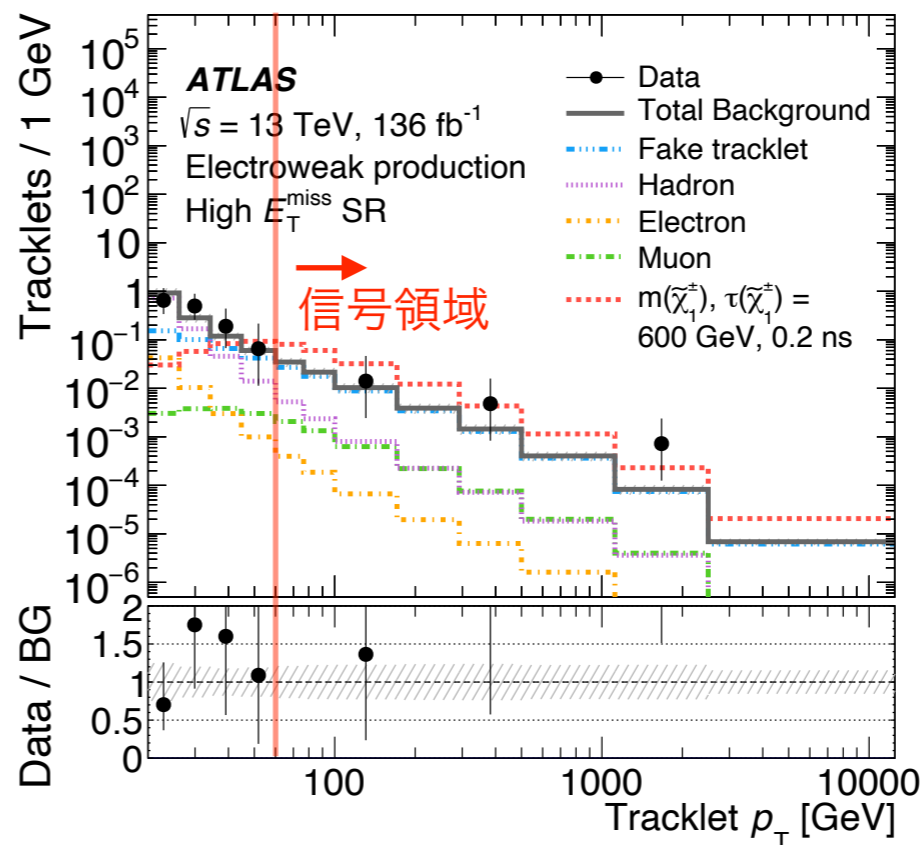 ATLAS
√s = 13 TeV, 136 fb⁻¹
Electroweak production
High E_T^miss SR
信号領域
Data
Total Background
Fake tracklet
Hadron
Electron
Muon
m(χ̃₁±), τ(χ̃₁±) =
600 GeV, 0.2 ns
Tracklets / 1 GeV
10⁵
10⁴
10³
10²
10
1
10⁻¹
10⁻²
10⁻³
10⁻⁴
10⁻⁵
10⁻⁶
Data / BG
2
1.5
1
0.5
0
100
1000
10000
Tracklet p_T [GeV]